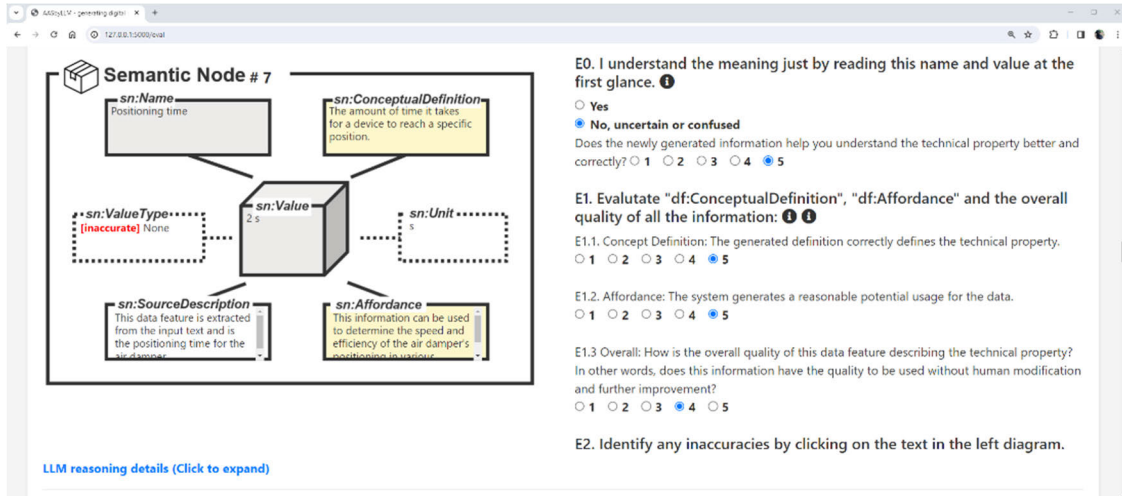 AASbyLLM - generating digital
127.0.0.1:5000/eval
Semantic Node # 7
sn:Name
Positioning time
sn:ConceptualDefinition
The amount of time it takes
for a device to reach a specific
position.
sn:ValueType
[inaccurate] None
sn:Value
2 s
sn:Unit
s
sn:SourceDescription
This data feature is extracted
from the input text and is
the positioning time for the
air damper
sn:Affordance
This information can be used
to determine the speed and
efficiency of the air damper's
positioning in various
LLM reasoning details (Click to expand)
E0. I understand the meaning just by reading this name and value at the
first glance.
Yes
No, uncertain or confused
Does the newly generated information help you understand the technical property better and
correctly? 1 2 3 4 5
E1. Evalutate "df:ConceptualDefinition", "df:Affordance" and the overall
quality of all the information:
E1.1. Concept Definition: The generated definition correctly defines the technical property.
1 2 3 4 5
E1.2. Affordance: The system generates a reasonable potential usage for the data.
1 2 3 4 5
E1.3 Overall: How is the overall quality of this data feature describing the technical property?
In other words, does this information have the quality to be used without human modification
and further improvement?
1 2 3 4 5
E2. Identify any inaccuracies by clicking on the text in the left diagram.